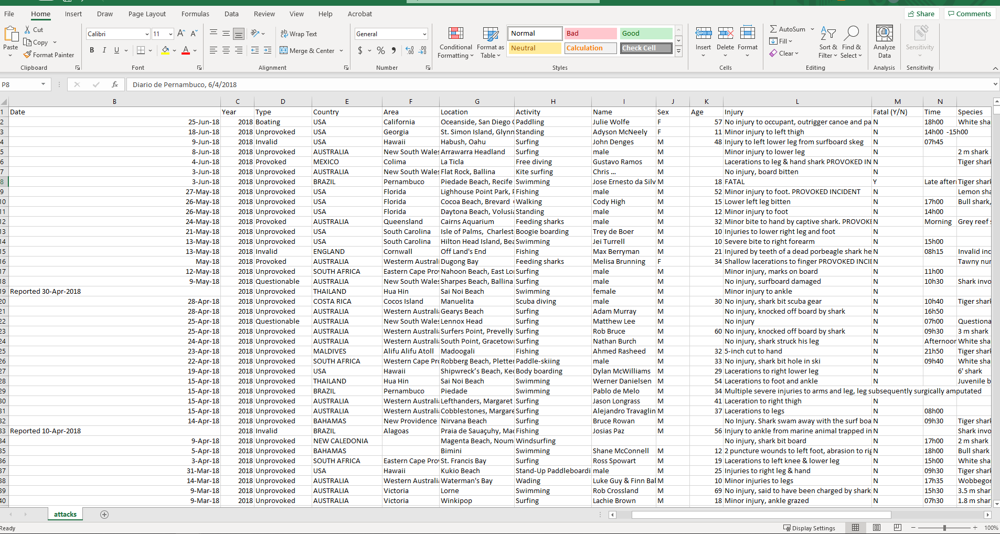 File Home Insert Draw Page Layout Formulas Data Review View Help Acrobat Share Comments
Cut
Copy
Format Painter
Paste
Clipboard
Calibri 11
B I U
Font
Wrap Text
Merge & Center
Alignment
General
$ % 9
Number
Conditional Formatting
Format as Table
Normal Bad Good
Neutral Calculation Check Cell
Styles
Insert Delete Format
Cells
AutoSum
Fill
Clear
Sort & Filter
Find & Select
Editing
Analyze Data
Analysis
Sensitivity
Sensitivity
P8 fx Diario de Pernambuco, 6/4/2018
B C D E F G H I J K L M N
1 Date Year Type Country Area Location Activity Name Sex Age Injury Fatal (Y/N) Time Species
2 25-Jun-18 2018 Boating USA California Oceanside, San Diego Paddling Julie Wolfe F 57 No injury to occupant, outrigger canoe and pa N 18h00 White sha
3 18-Jun-18 2018 Unprovoked USA Georgia St. Simon Island, Glynn Standing Adyson McNeely F 11 Minor injury to left thigh N 14h00 -15h00
4 9-Jun-18 2018 Invalid USA Hawaii Habush, Oahu Surfing John Denges M 48 Injury to left lower leg from surfboard skeg N 07h45
5 8-Jun-18 2018 Unprovoked AUSTRALIA New South Wales Arrawarra Headland Surfing male M Minor injury to lower leg N 2 m shark
6 4-Jun-18 2018 Provoked MEXICO Colima La Ticla Free diving Gustavo Ramos M Lacerations to leg & hand shark PROVOKED IN N Tiger shark
7 3-Jun-18 2018 Unprovoked AUSTRALIA New South Wales Flat Rock, Ballina Kite surfing Chris ... M No injury, board bitten N
8 3-Jun-18 2018 Unprovoked BRAZIL Pernambuco Piedade Beach, Recife Swimming Jose Ernesto da Silv M 18 FATAL Y Late after Tiger shark
9 27-May-18 2018 Unprovoked USA Florida Lighhouse Point Park, Fishing male M 52 Minor injury to foot. PROVOKED INCIDENT N Lemon sha
10 26-May-18 2018 Unprovoked USA Florida Cocoa Beach, Brevard Walking Cody High M 15 Lower left leg bitten N 17h00 Bull shark,
11 26-May-18 2018 Unprovoked USA Florida Daytona Beach, Volusia Standing male M 12 Minor injury to foot N 14h00
12 24-May-18 2018 Provoked AUSTRALIA Queensland Cairns Aquarium Feeding sharks male M 32 Minor bite to hand by captive shark. PROVOKE N Morning Grey reef s
13 21-May-18 2018 Unprovoked USA South Carolina Isle of Palms, Charlest Boogie boarding Trey de Boer M 10 Injuries to lower right leg and foot N
14 13-May-18 2018 Unprovoked USA South Carolina Hilton Head Island, Bea Swimming Jei Turrell M 10 Severe bite to right forearm N 15h00
15 13-May-18 2018 Invalid ENGLAND Cornwall Off Land's End Fishing Max Berryman M 21 Injured by teeth of a dead porbeagle shark he N 08h15 Invalid inc
16 May-18 2018 Provoked AUSTRALIA Westerm Australi Dugong Bay Feeding sharks Melisa Brunning F 34 Shallow lacerations to finger PROVOKED INCI N Tawny nur
17 12-May-18 2018 Unprovoked SOUTH AFRICA Eastern Cape Prov Nahoon Beach, East Lo Surfing male M Minor injury, marks on board N 11h00
18 9-May-18 2018 Questionable AUSTRALIA New South Wales Sharpes Beach, Ballina Surfing male M No injury, surfboard damaged N 10h30 Shark invo
19 Reported 30-Apr-2018 2018 Unprovoked THAILAND Hua Hin Sai Noi Beach Swimming female M Minor injury to ankle N
20 28-Apr-18 2018 Unprovoked COSTA RICA Cocos Island Manuelita Scuba diving male M 30 No injury, shark bit scuba gear N 10h40 Tiger shark
21 28-Apr-18 2018 Unprovoked AUSTRALIA Western Australi Gearys Beach Surfing Adam Murray M No injury, knocked off board by shark N 16h50
22 25-Apr-18 2018 Questionable AUSTRALIA New South Wales Lennox Head Surfing Matthew Lee M No injury N 07h00 Questiona
23 25-Apr-18 2018 Unprovoked AUSTRALIA Western Australi Surfers Point, Prevelly Surfing Rob Bruce M 60 No injury, knocked off board by shark N 09h30 3 m shark
24 24-Apr-18 2018 Unprovoked AUSTRALIA Western Australi South Point, Gracetow Surfing Nathan Burch M No injury, shark struck his leg N Afternoon White sha
25 23-Apr-18 2018 Unprovoked MALDIVES Alifu Alifu Atoll Madoogali Fishing Ahmed Rasheed M 32 5-inch cut to hand N 21h50 Tiger shark
26 22-Apr-18 2018 Unprovoked SOUTH AFRICA Western Cape Pro Robberg Beach, Pletter Paddle-skiing male M 33 No injury, shark bit hole in ski N 09h40 White sha
27 19-Apr-18 2018 Unprovoked USA Hawaii Shipwreck's Beach, Keo Body boarding Dylan McWilliams M 29 Lacerations to right lower leg N 6' shark
28 15-Apr-18 2018 Unprovoked THAILAND Hua Hin Sai Noi Beach Swimming Werner Danielsen M 54 Lacerations to foot and ankle N Juvenile b
29 15-Apr-18 2018 Unprovoked BRAZIL Pernambuco Piedade Swimming Pablo de Melo M 34 Multiple severe injuries to arms and leg, leg subsequently surgically amputated
30 15-Apr-18 2018 Unprovoked AUSTRALIA Western Australi Lefthanders, Margaret Surfing Jason Longrass M 41 Laceration to right thigh N
31 15-Apr-18 2018 Unprovoked AUSTRALIA Western Australi Cobblestones, Margare Surfing Alejandro Travaglin M 37 Lacerations to legs N 08h00
32 14-Apr-18 2018 Unprovoked BAHAMAS New Providence Nirvana Beach Surfing Bruce Rowan M No Injury. Shark swam away with the surf boa N 09h30 Tiger shark
33 Reported 10-Apr-2018 2018 Invalid BRAZIL Alagoas Praia de Sauaçuhy, Mac Fishing Josias Paz M 56 Injury to ankle from marine animal trapped in N Shark invo
34 9-Apr-18 2018 Unprovoked NEW CALEDONIA Magenta Beach, Noum Windsurfing No injury, shark bit board N 17h00 2 m shark
35 5-Apr-18 2018 Unprovoked BAHAMAS Bimini Swimming Shane McConnell M 12 2 puncture wounds to left foot, abrasion to rig N 18h00 Bull shark
36 3-Apr-18 2018 Unprovoked SOUTH AFRICA Eastern Cape Prov St. Francis Bay Surfing Ross Spowart M 19 Lacerations to left knee & lower leg N 15h00 White sha
37 31-Mar-18 2018 Unprovoked USA Hawaii Kukio Beach Stand-Up Paddleboardi male M 25 Injuries to right leg & hand N 09h30 Tiger shark
38 14-Mar-18 2018 Unprovoked AUSTRALIA Western Australi Waterman's Bay Wading Luke Guy & Finn Bal M 10 Minor injuries to legs N 17h35 Wobbegon
39 9-Mar-18 2018 Unprovoked AUSTRALIA Victoria Lorne Swimming Rob Crossland M 69 No injury, said to have been charged by shark N 15h30 3.5 m shar
40 9-Mar-18 2018 Unprovoked AUSTRALIA Victoria Winkipop Surfing Lachie Brown M 18 Minor injury, ankle grazed N 07h30 1.8 m shar
attacks
Ready Display Settings 100%